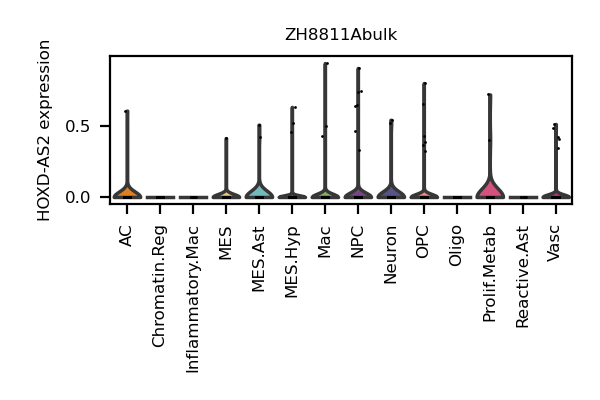 ZH8811Abulk
HOXD-AS2 expression
0.5
0.0
AC
Chromatin.Reg
Inflammatory.Mac
MES
MES.Ast
MES.Hyp
Mac
NPC
Neuron
OPC
Oligo
Prolif.Metab
Reactive.Ast
Vasc